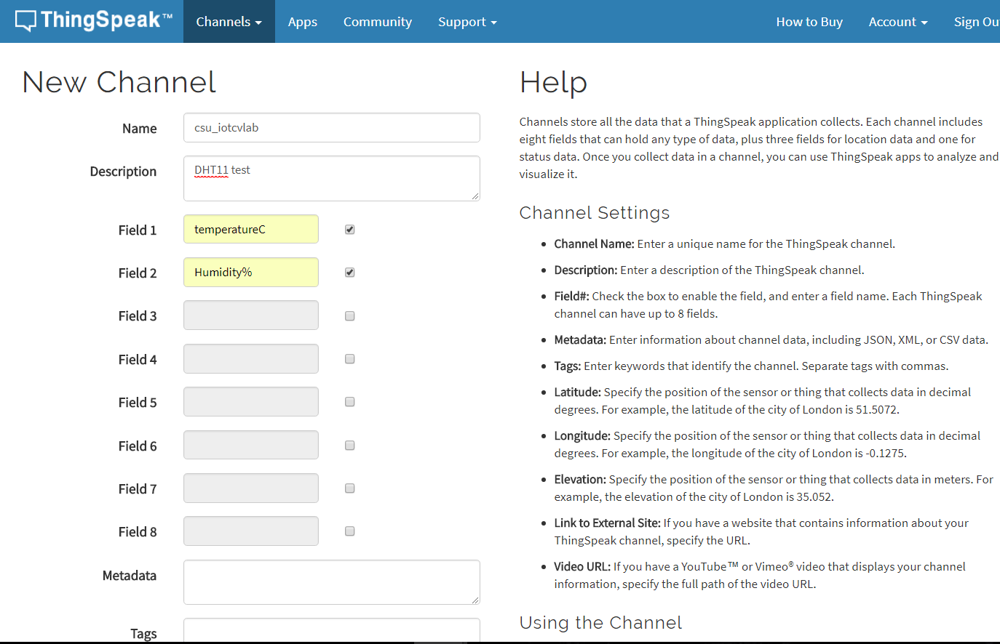 ThingSpeak™
Channels
Apps
Community
Support
How to Buy
Account
Sign Ou
New Channel
Name
csu_iotcvlab
Description
DHT11 test
Field 1
temperatureC
Field 2
Humidity%
Field 3
Field 4
Field 5
Field 6
Field 7
Field 8
Metadata
Tags
Help
Channels store all the data that a ThingSpeak application collects. Each channel includes
eight fields that can hold any type of data, plus three fields for location data and one for
status data. Once you collect data in a channel, you can use ThingSpeak apps to analyze and
visualize it.
Channel Settings
Channel Name: Enter a unique name for the ThingSpeak channel.
Description: Enter a description of the ThingSpeak channel.
Field#: Check the box to enable the field, and enter a field name. Each ThingSpeak
channel can have up to 8 fields.
Metadata: Enter information about channel data, including JSON, XML, or CSV data.
Tags: Enter keywords that identify the channel. Separate tags with commas.
Latitude: Specify the position of the sensor or thing that collects data in decimal
degrees. For example, the latitude of the city of London is 51.5072.
Longitude: Specify the position of the sensor or thing that collects data in decimal
degrees. For example, the longitude of the city of London is -0.1275.
Elevation: Specify the position of the sensor or thing that collects data in meters. For
example, the elevation of the city of London is 35.052.
Link to External Site: If you have a website that contains information about your
ThingSpeak channel, specify the URL.
Video URL: If you have a YouTube™ or Vimeo® video that displays your channel
information, specify the full path of the video URL.
Using the Channel